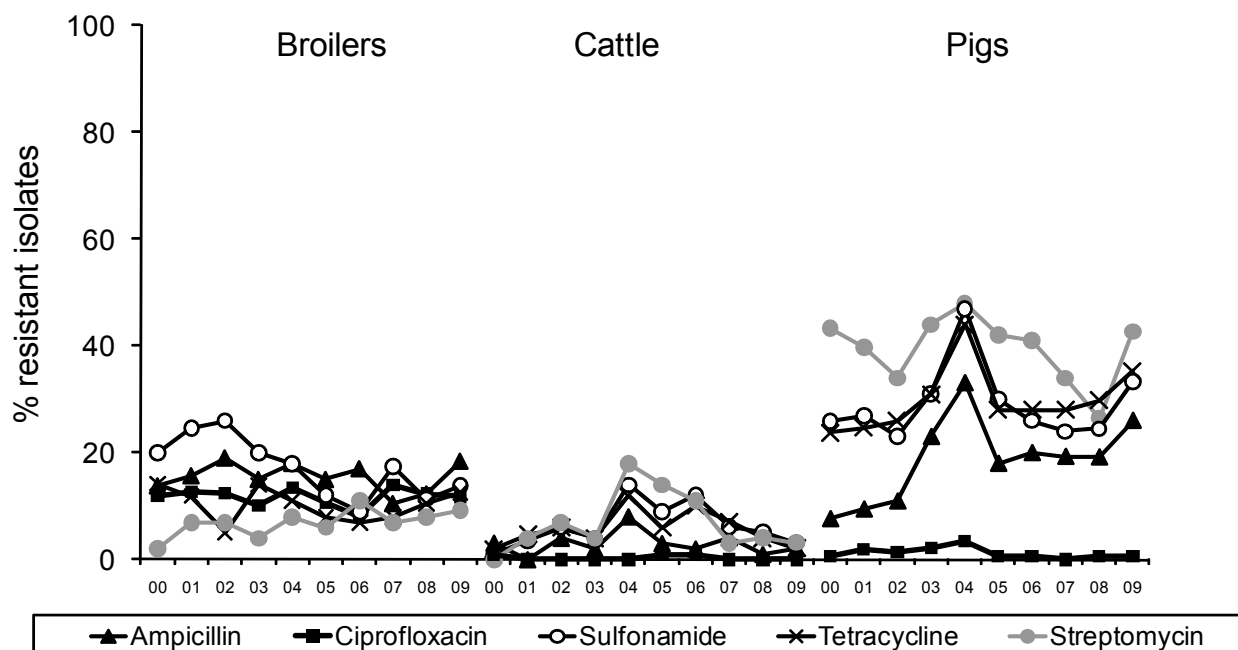 Broilers Cattle Pigs
% resistant isolates
100
80
60
40
20
0
00 01 02 03 04 05 06 07 08 09 00 01 02 03 04 05 06 07 08 09 00 01 02 03 04 05 06 07 08 09
Ampicillin Ciprofloxacin Sulfonamide Tetracycline Streptomycin